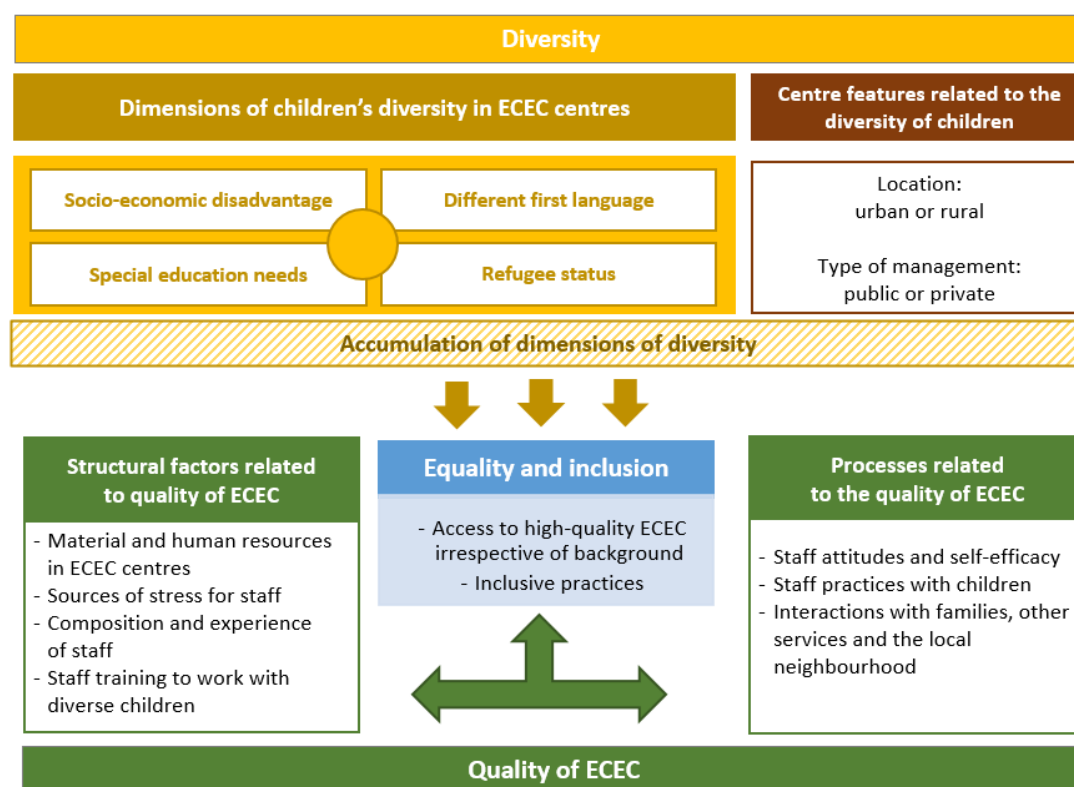 Diversity
Dimensions of children's diversity in ECEC centres
Centre features related to the
diversity of children
Socio-economic disadvantage
Different first language
Special education needs
Refugee status
Location:
urban or rural
Type of management:
public or private
Accumulation of dimensions of diversity
Structural factors related
to quality of ECEC
- Material and human resources
in ECEC centres
- Sources of stress for staff
- Composition and experience
of staff
- Staff training to work with
diverse children
Equality and inclusion
- Access to high-quality ECEC
irrespective of background
- Inclusive practices
Processes related
to the quality of ECEC
- Staff attitudes and self-efficacy
- Staff practices with children
- Interactions with families, other
services and the local
neighbourhood
Quality of ECEC